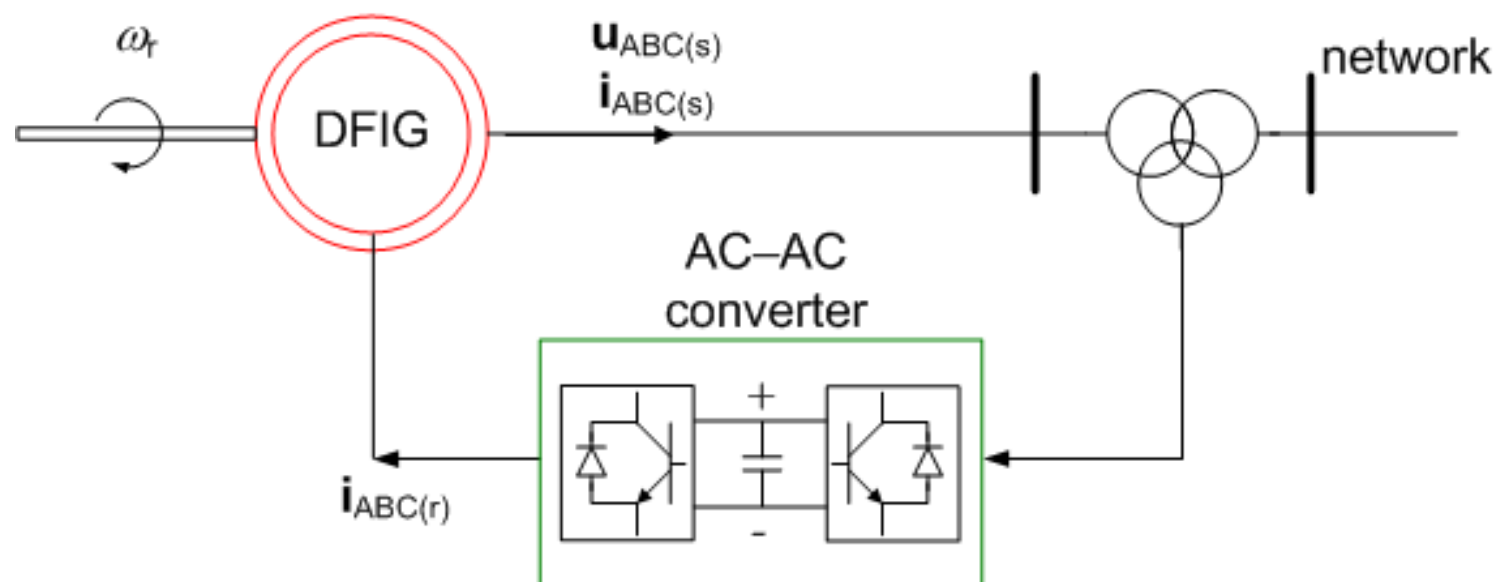 ωr
DFIG
uABC(s)
iABC(s)
network
AC–AC
converter
+
-
iABC(r)